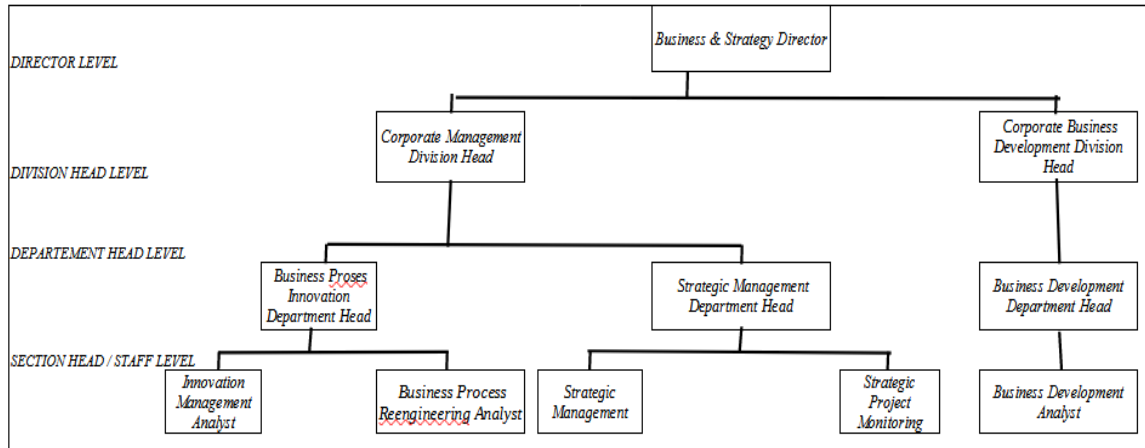 Business & Strategy Director
DIRECTOR LEVEL
Corporate Management
Division Head
Corporate Business
Development Division
Head
DIVISION HEAD LEVEL
DEPARTEMENT HEAD LEVEL
Business Proses
Innovation
Department Head
Strategic Management
Department Head
Business Development
Department Head
SECTION HEAD / STAFF LEVEL
Innovation
Management
Analyst
Business Process
Reengineering Analyst
Strategic
Management
Strategic
Project
Monitoring
Business Development
Analyst